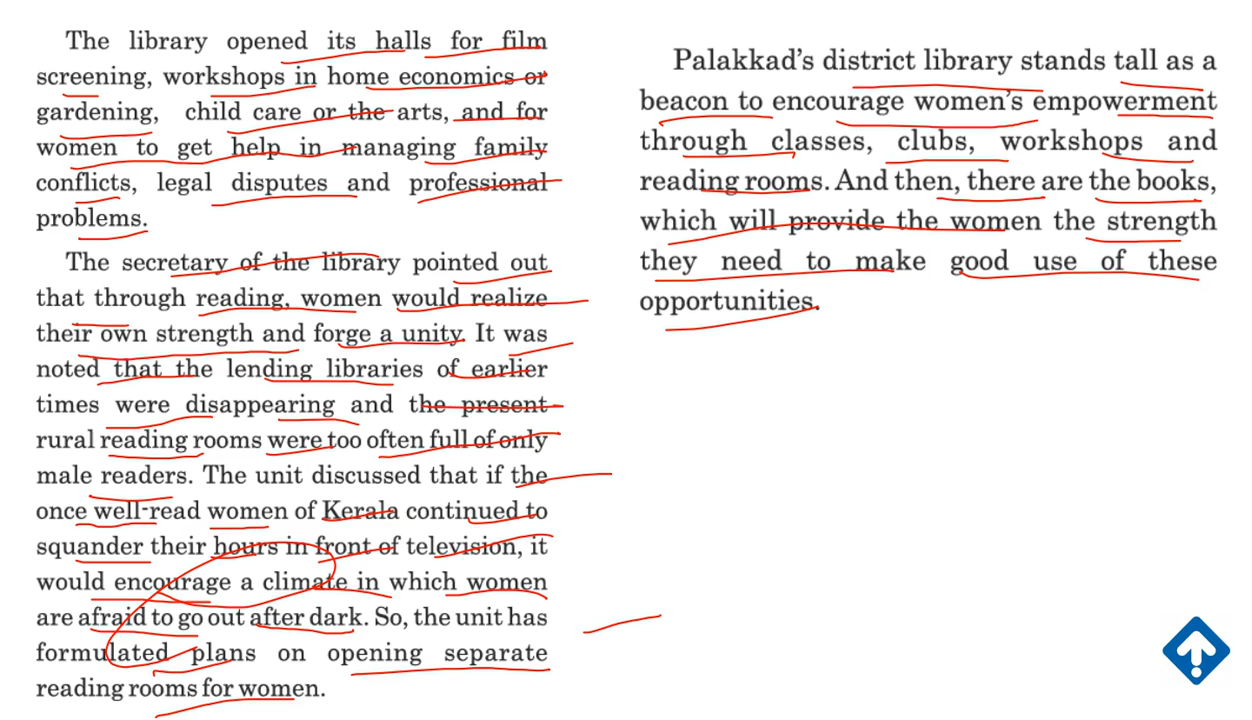 The library opened its halls for film
screening, workshops in home economics or
gardening, child care or the arts, and for
women to get help in managing family
conflicts, legal disputes and professional
problems.
The secretary of the library pointed out
that through reading, women would realize
their own strength and forge a unity. It was
noted that the lending libraries of earlier
times were disappearing and the present
rural reading rooms were too often full of only
male readers. The unit discussed that if the
once well-read women of Kerala continued to
squander their hours in front of television, it
would encourage a climate in which women
are afraid to go out after dark. So, the unit has
formulated plans on opening separate
reading rooms for women.
Palakkad's district library stands tall as a
beacon to encourage women's empowerment
through classes, clubs, workshops and
reading rooms. And then, there are the books,
which will provide the women the strength
they need to make good use of these
opportunities.